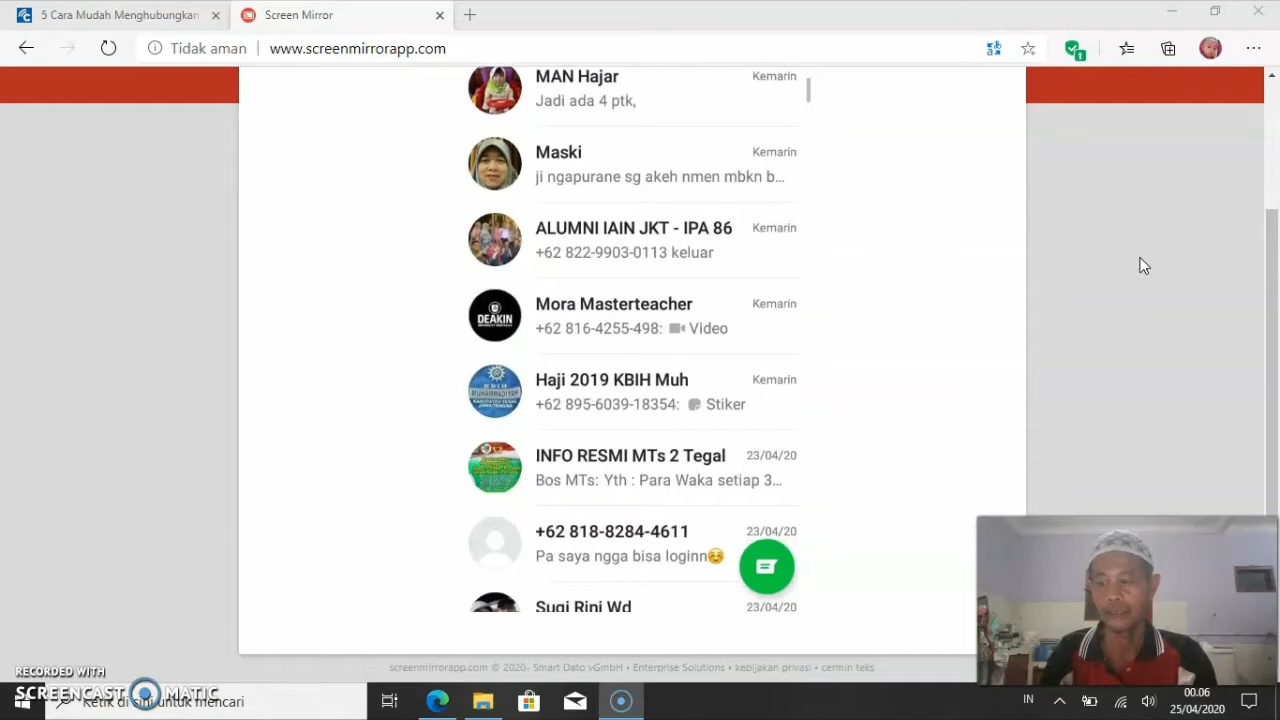 5 Cara Mudah Menghubungkan
Screen Mirror
Tidak aman
www.screenmirrorapp.com
MAN Hajar
Kemarin
Jadi ada 4 ptk,
Maski
Kemarin
ji ngapurane sg akeh nmen mbkn b...
ALUMNI IAIN JKT - IPA 86
Kemarin
+62 822-9903-0113 keluar
Mora Masterteacher
Kemarin
+62 816-4255-498: Video
DEAKIN
Haji 2019 KBIH Muh
Kemarin
+62 895-6039-18354: Stiker
KBIH
MUHAMMADIYAH
INFO RESMI MTs 2 Tegal
23/04/20
Bos MTs: Yth : Para Waka setiap 3...
+62 818-8284-4611
23/04/20
Pa saya ngga bisa loginn☺️
Sugi Rini Wd
23/04/20
screenmirrorapp.com © 2020- Smart Dato vGmbH • Enterprise Solutions • kebijakan privasi • cermin teks
RECORDED WITH
SCREENCAST MATIC
Ketik di sini untuk mencari
IN
00.06
25/04/2020